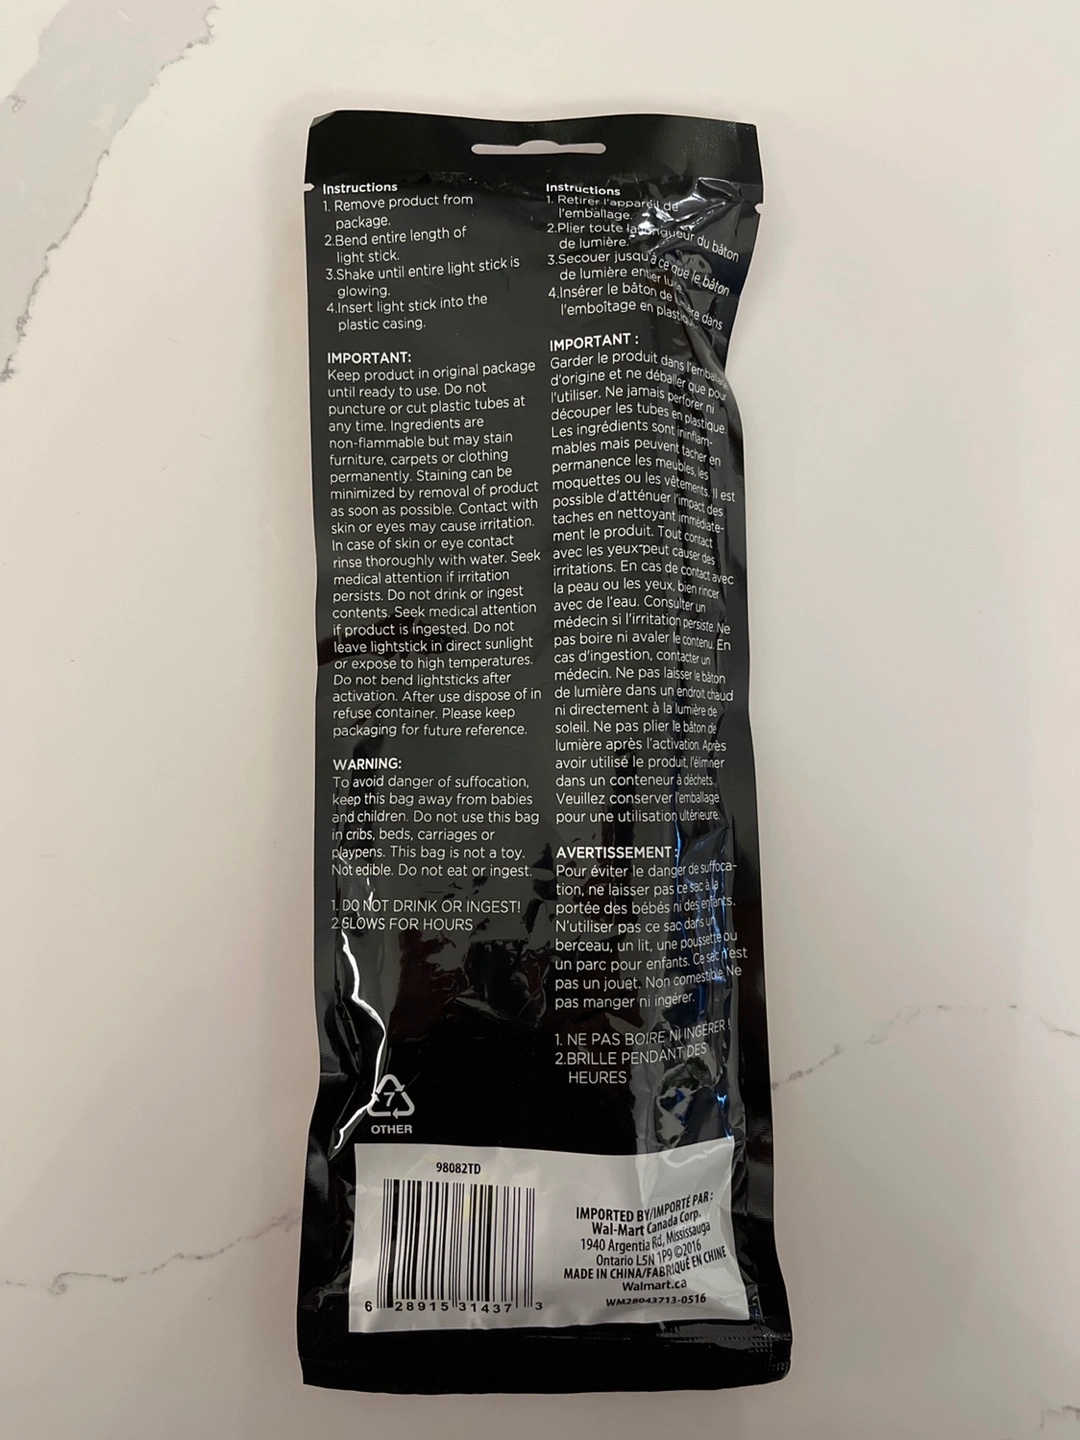 Instructions
1. Remove product from
package.
2.Bend entire length of
light stick.
3.Shake until entire light stick is
glowing.
4.Insert light stick into the
plastic casing.
IMPORTANT:
Keep product in original package
until ready to use. Do not
puncture or cut plastic tubes at
any time. Ingredients are
non-flammable but may stain
furniture, carpets or clothing
permanently. Staining can be
minimized by removal of product
as soon as possible. Contact with
skin or eyes may cause irritation.
In case of skin or eye contact
rinse thoroughly with water. Seek
medical attention if irritation
persists. Do not drink or ingest
contents. Seek medical attention
if product is ingested. Do not
leave lightstick in direct sunlight
or expose to high temperatures.
Do not bend lightsticks after
activation. After use dispose of in
refuse container. Please keep
packaging for future reference.
WARNING:
To avoid danger of suffocation,
keep this bag away from babies
and children. Do not use this bag
in cribs, beds, carriages or
playpens. This bag is not a toy.
Not edible. Do not eat or ingest.
1. DO NOT DRINK OR INGEST!
2.GLOWS FOR HOURS
Instructions
1. Retirer l'appareil de
l'emballage.
2.Plier toute la longueur du bâton
de lumière.
3.Secouer jusqu'à ce que le bâton
de lumière entier
4.Insérer le bâton de lumière dans
l'emboîtage en plastique.
IMPORTANT :
Garder le produit dans l'emballage
d'origine et ne déballer que pour
l'utiliser. Ne jamais perforer ni
découper les tubes en plastique.
Les ingrédients sont ininflam-
mables mais peuvent tacher en
permanence les meubles, les
moquettes ou les vêtements. Il est
possible d'atténuer l'impact des
taches en nettoyant immédiate-
ment le produit. Tout contact
avec les yeux peut causer des
irritations. En cas de contact avec
la peau ou les yeux, bien rincer
avec de l'eau. Consulter un
médecin si l'irritation persiste. Ne
pas boire ni avaler le contenu. En
cas d'ingestion, contacter un
médecin. Ne pas laisser le bâton
de lumière dans un endroit chaud
ni directement à la lumière de
soleil. Ne pas plier le bâton de
lumière après l'activation. Après
avoir utilisé le produit, l'éliminer
dans un conteneur à déchets.
Veuillez conserver l'emballage
pour une utilisation ultérieure.
AVERTISSEMENT :
Pour éviter le danger de suffoca-
tion, ne laisser pas ce sac à la
portée des bébés ni des enfants.
N'utiliser pas ce sac dans un
berceau, un lit, une poussette ou
un parc pour enfants. Ce sac n'est
pas un jouet. Non comestible. Ne
pas manger ni ingérer.
1. NE PAS BOIRE NI INGÉRER !
2.BRILLE PENDANT DES
HEURES
7
OTHER
98082TD
6 28915 31437 3
IMPORTED BY/IMPORTÉ PAR :
Wal-Mart Canada Corp.
1940 Argentia Rd, Mississauga
Ontario L5N 1P9 ©2016
MADE IN CHINA/FABRIQUÉ EN CHINE
Walmart.ca
WM28043713-0516